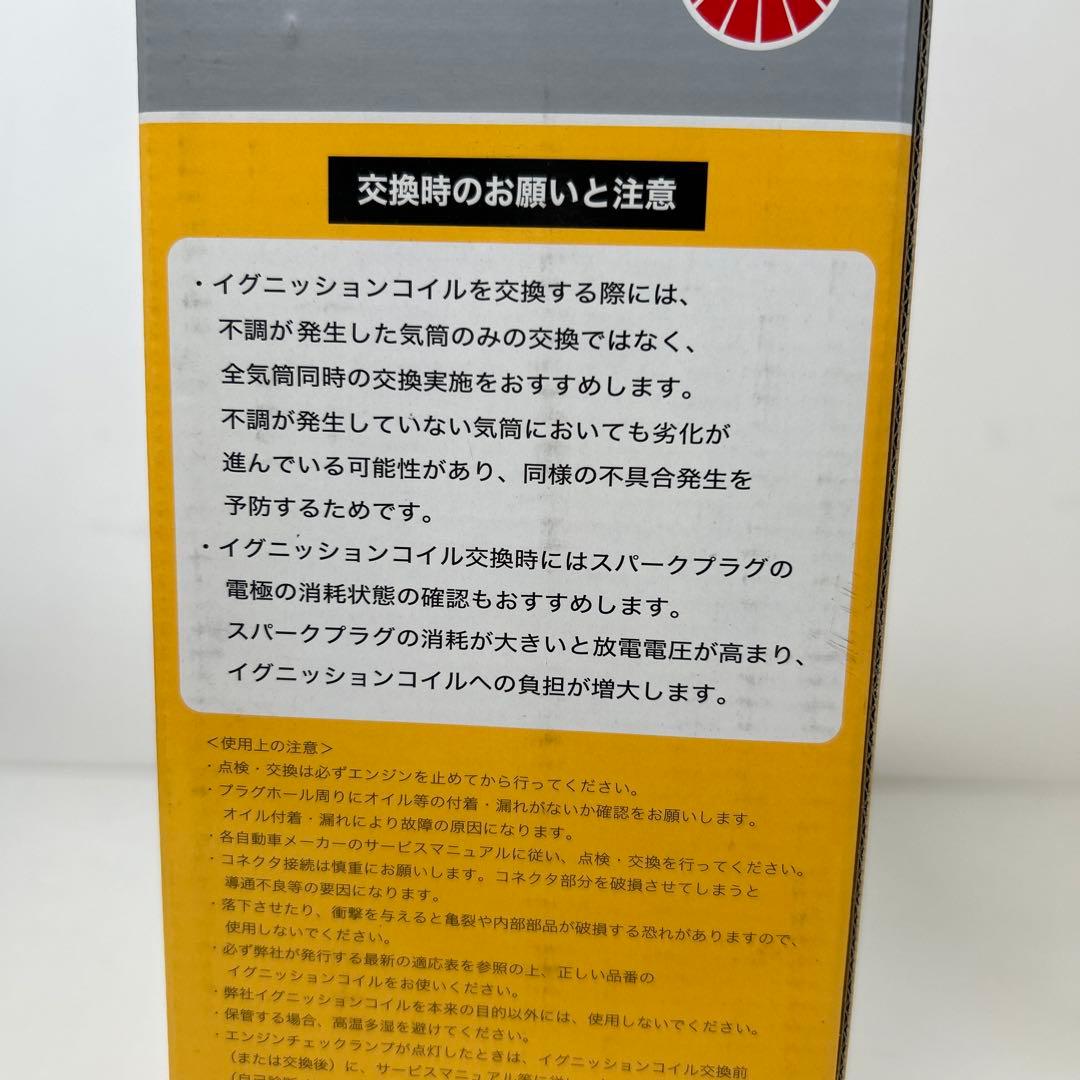 交換時のお願いと注意
・イグニッションコイルを交換する際には、
不調が発生した気筒のみの交換ではなく、
全気筒同時の交換実施をおすすめします。
不調が発生していない気筒においても劣化が
進んでいる可能性があり、同様の不具合発生を
予防するためです。
・イグニッションコイル交換時にはスパークプラグの
電極の消耗状態の確認もおすすめします。
スパークプラグの消耗が大きいと放電電圧が高まり、
イグニッションコイルへの負担が増大します。
＜使用上の注意＞
・点検・交換は必ずエンジンを止めてから行ってください。
・プラグホール周りにオイル等の付着・漏れがないか確認をお願いします。
オイル付着・漏れにより故障の原因になります。
・各自動車メーカーのサービスマニュアルに従い、点検・交換を行ってください。
・コネクタ接続は慎重にお願いします。コネクタ部分を破損させてしまうと
導通不良等の要因になります。
・落下させたり、衝撃を与えると亀裂や内部部品が破損する恐れがありますので、
使用しないでください。
・必ず弊社が発行する最新の適応表を参照の上、正しい品番の
イグニッションコイルをお使いください。
・弊社イグニッションコイルを本来の目的以外には、使用しないでください。
・保管する場合、高温多湿を避けてください。
・エンジンチェックランプが点灯したときは、イグニッションコイル交換前
（または交換後）に、サービスマニュアル等に従い